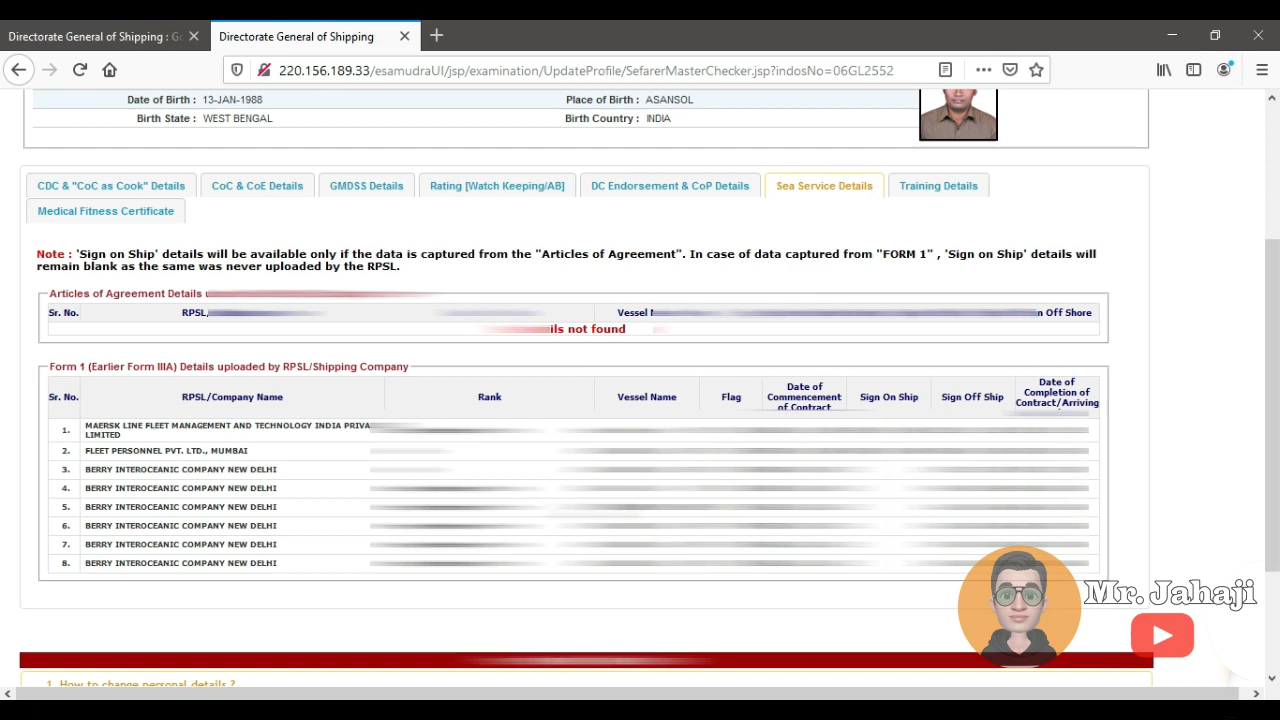 Directorate General of Shipping : G
Directorate General of Shipping
220.156.189.33/esamudraUI/jsp/examination/UpdateProfile/SefarerMasterChecker.jsp?indosNo=06GL2552
Date of Birth : 13-JAN-1988 Place of Birth : ASANSOL
Birth State : WEST BENGAL Birth Country : INDIA
CDC & "CoC as Cook" Details CoC & CoE Details GMDSS Details Rating [Watch Keeping/AB] DC Endorsement & CoP Details Sea Service Details Training Details
Medical Fitness Certificate
Note : 'Sign on Ship' details will be available only if the data is captured from the "Articles of Agreement". In case of data captured from "FORM 1" , 'Sign on Ship' details will
remain blank as the same was never uploaded by the RPSL.
Articles of Agreement Details
Sr. No. RPSL Vessel n Off Shore
ils not found
Form 1 (Earlier Form IIIA) Details uploaded by RPSL/Shipping Company
Sr. No. RPSL/Company Name Rank Vessel Name Flag Date of Commencement of Contract Sign On Ship Sign Off Ship Date of Completion of Contract/Arriving
1. MAERSK LINE FLEET MANAGEMENT AND TECHNOLOGY INDIA PRIVA
LIMITED
2. FLEET PERSONNEL PVT. LTD., MUMBAI
3. BERRY INTEROCEANIC COMPANY NEW DELHI
4. BERRY INTEROCEANIC COMPANY NEW DELHI
5. BERRY INTEROCEANIC COMPANY NEW DELHI
6. BERRY INTEROCEANIC COMPANY NEW DELHI
7. BERRY INTEROCEANIC COMPANY NEW DELHI
8. BERRY INTEROCEANIC COMPANY NEW DELHI
Mr. Jahaji
1. How to change personal details ?